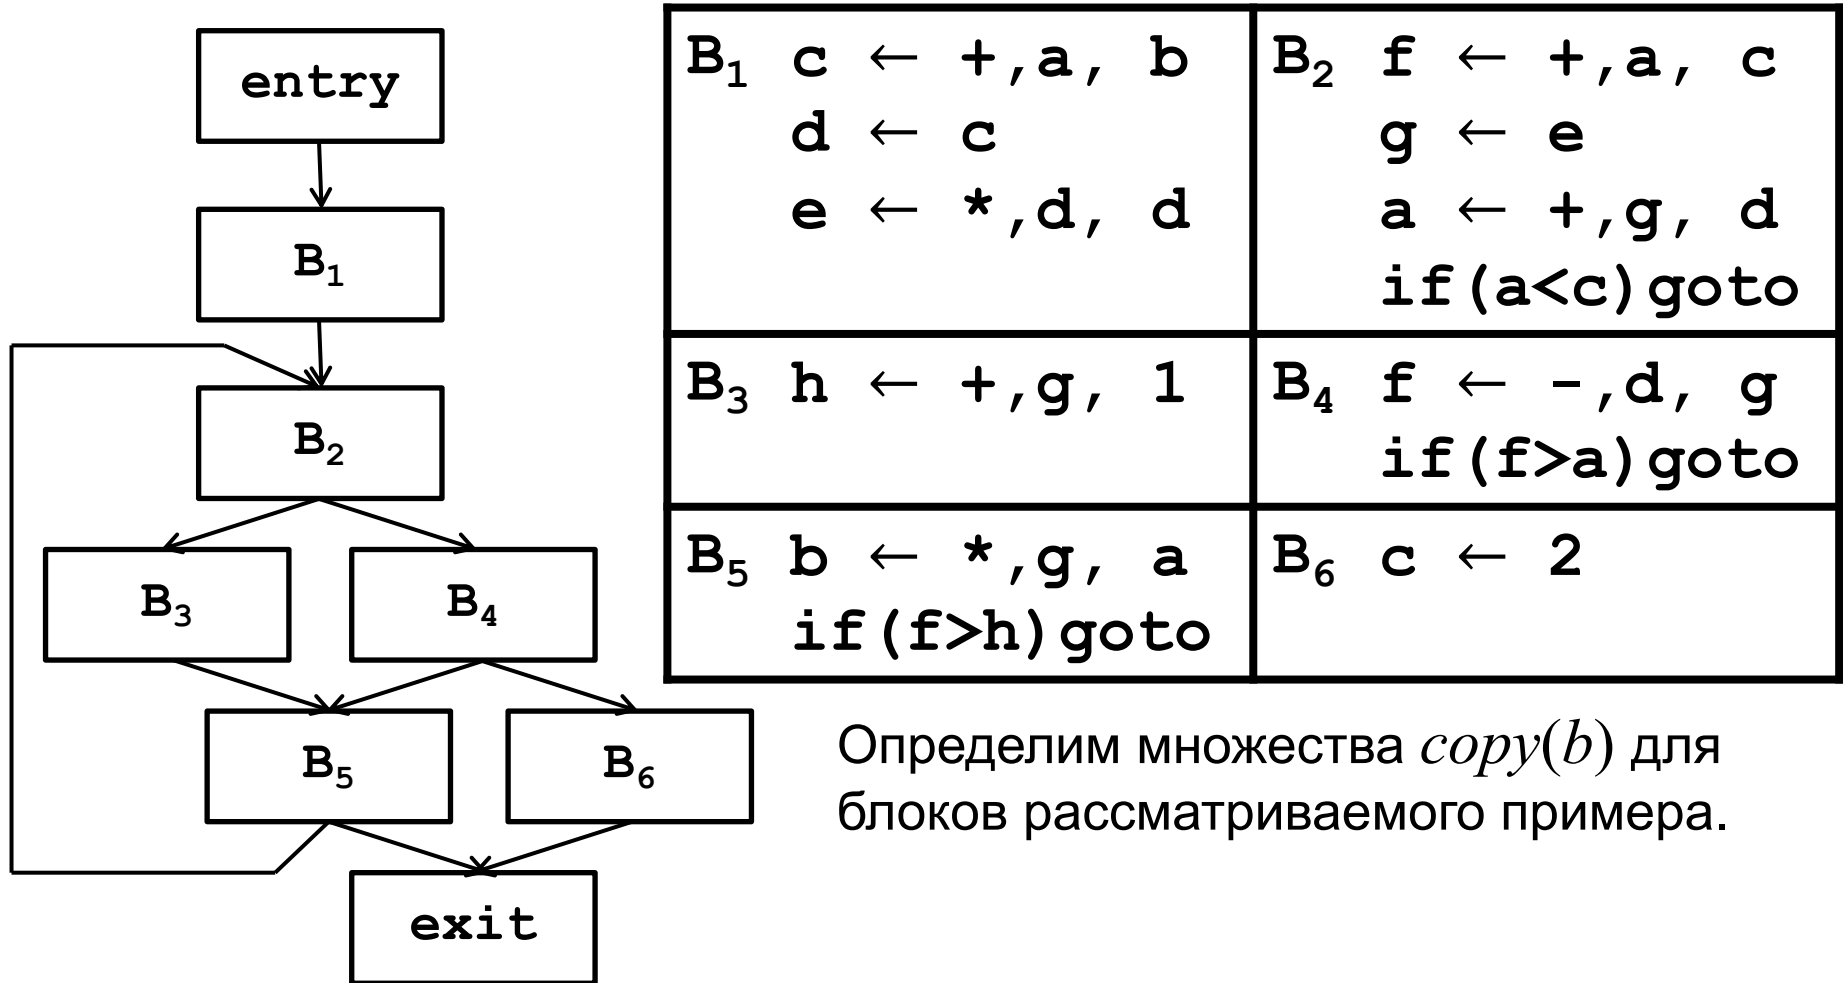 entry
B₁
B₂
B₃ B₄
B₅ B₆
exit
B₁ c ← +,a, b
d ← c
e ← *,d, d
B₂ f ← +,a, c
g ← e
a ← +,g, d
if(a<c)goto
B₃ h ← +,g, 1
B₄ f ← -,d, g
if(f>a)goto
B₅ b ← *,g, a
if(f>h)goto
B₆ c ← 2
Определим множества copy(b) для
блоков рассматриваемого примера.